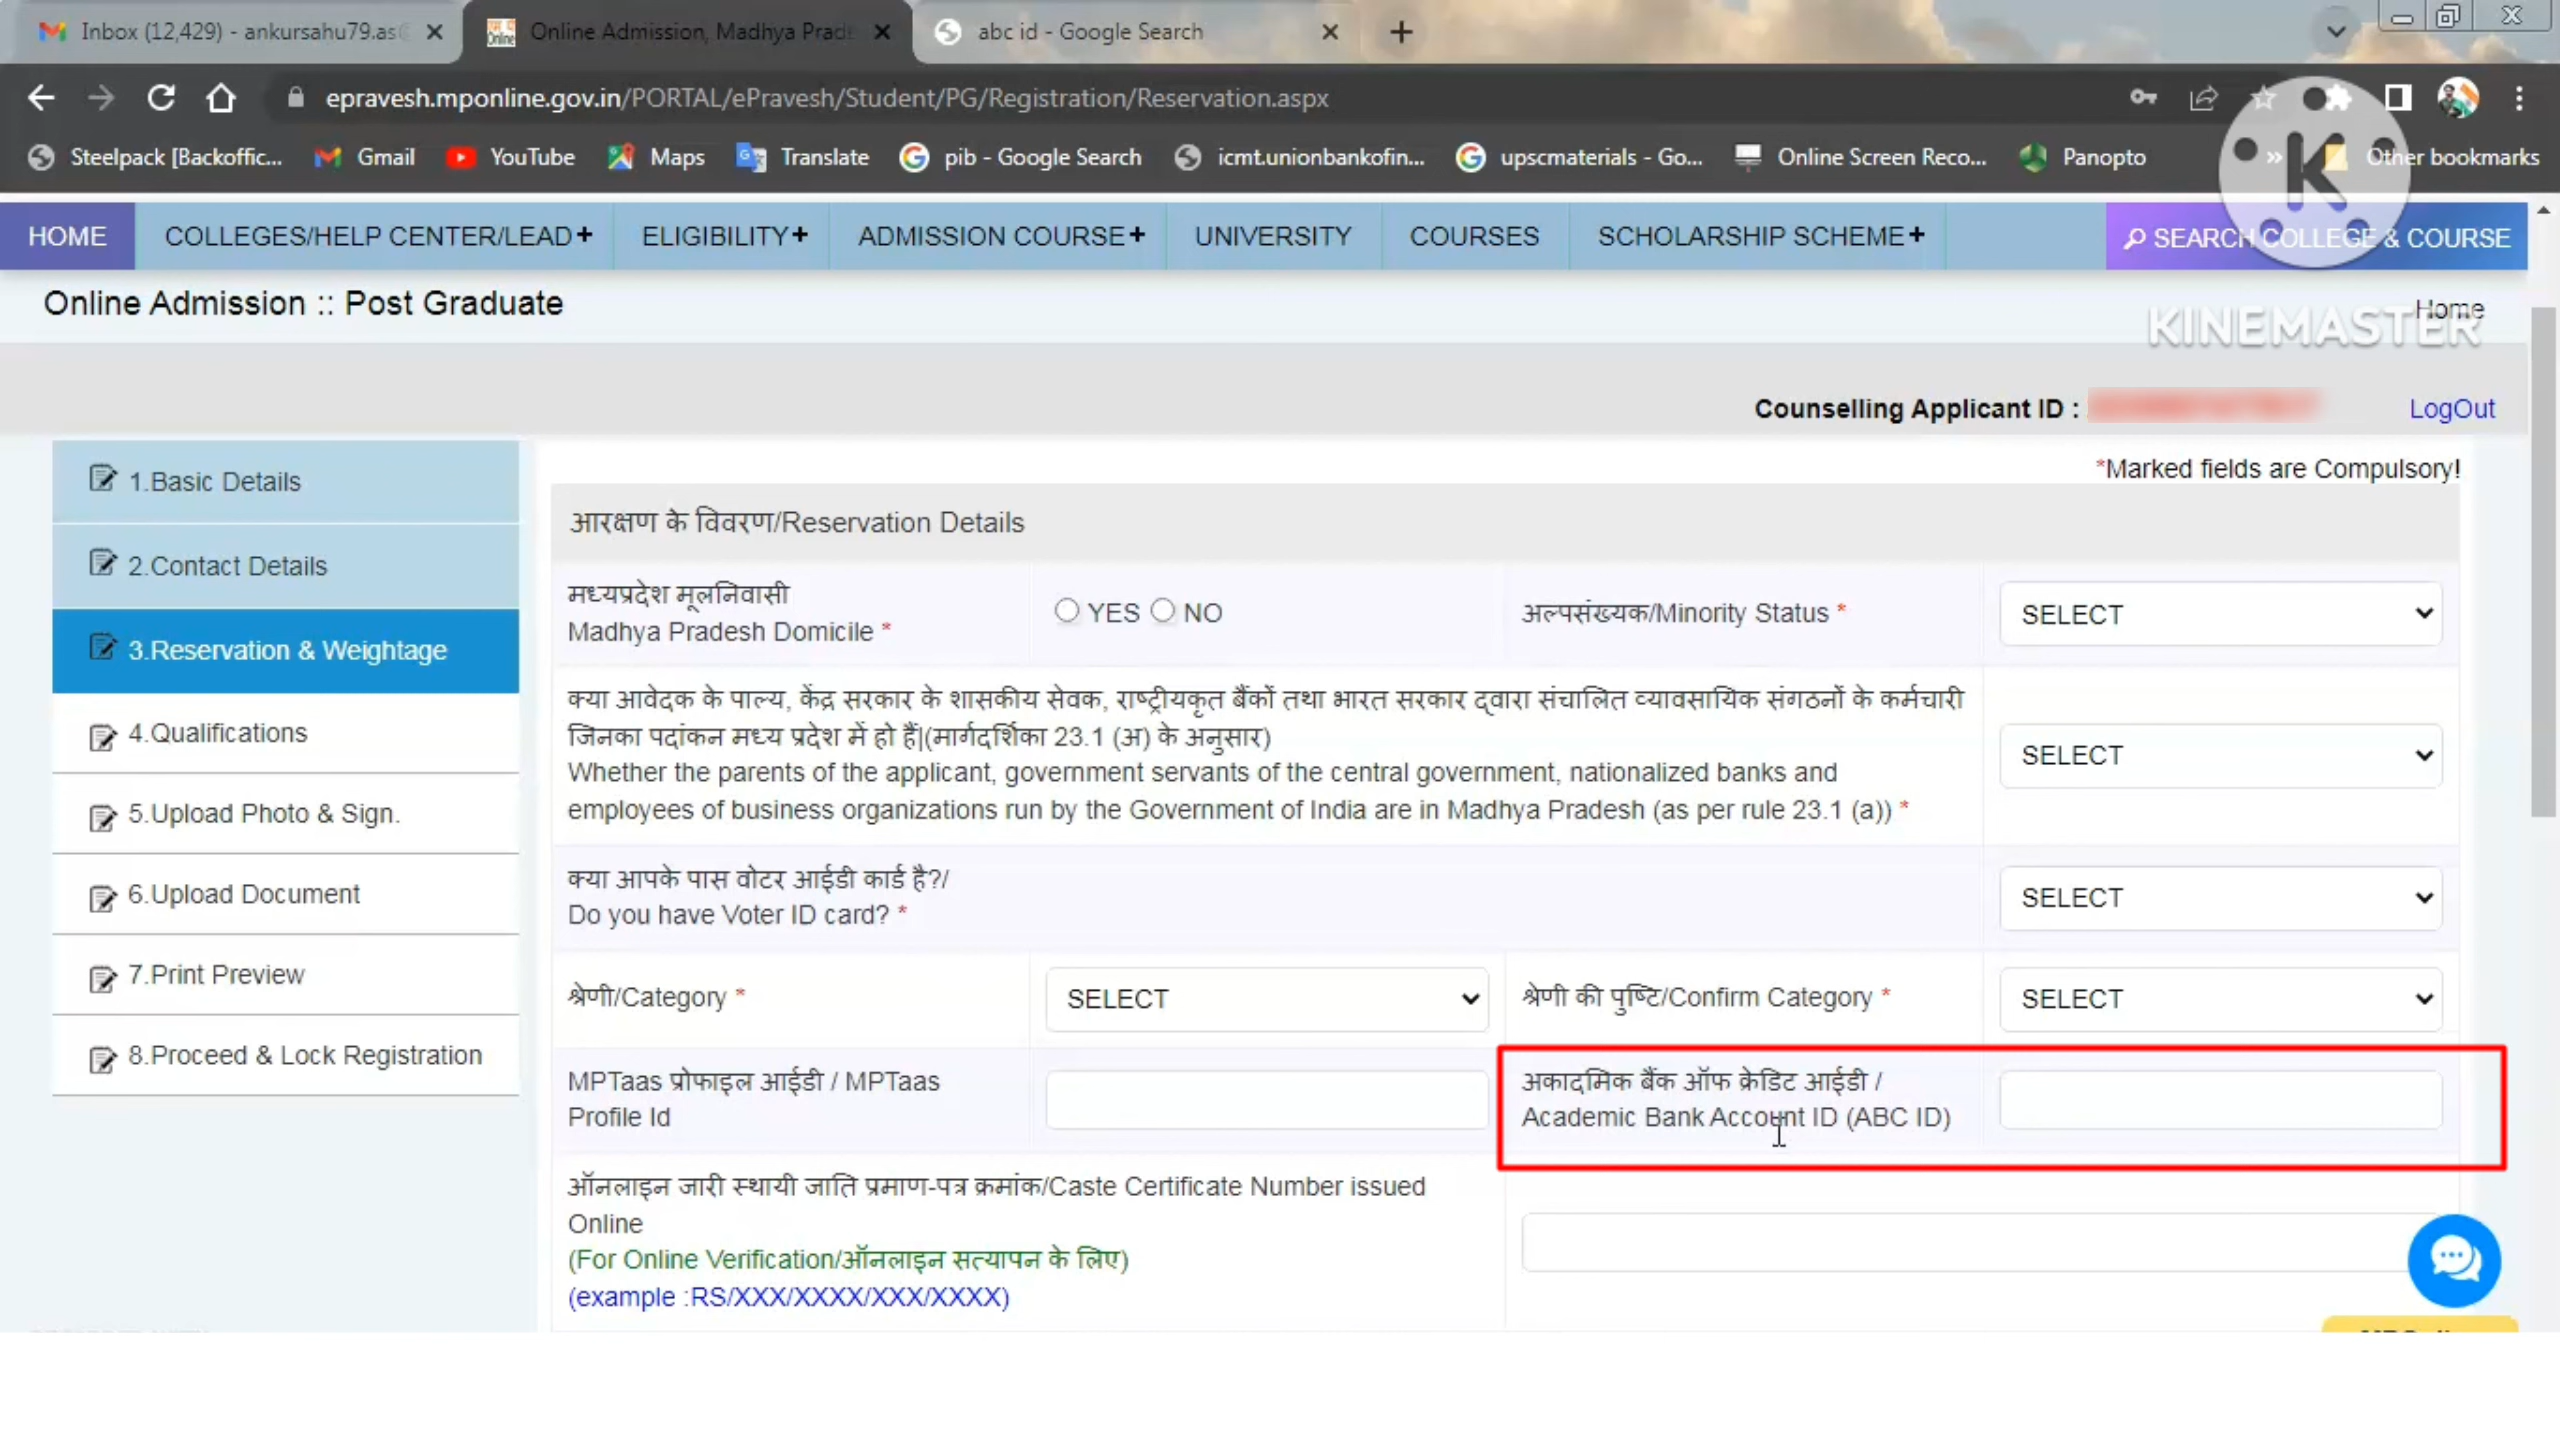 Inbox (12,429) - ankursahu79.as
Online
Online Admission, Madhya Prade
abc id - Google Search
epravesh.mponline.gov.in/PORTAL/ePravesh/Student/PG/Registration/Reservation.aspx
Steelpack [Backoffic...
Gmail
YouTube
Maps
Translate
pib - Google Search
icmt.unionbankofin...
upscmaterials - Go...
Online Screen Reco...
Panopto
»
Other bookmarks
K
HOME
COLLEGES/HELP CENTER/LEAD+
ELIGIBILITY+
ADMISSION COURSE+
UNIVERSITY
COURSES
SCHOLARSHIP SCHEME+
SEARCH COLLEGE & COURSE
Online Admission :: Post Graduate
Home
KINEMASTER
Counselling Applicant ID :
LogOut
*Marked fields are Compulsory!
1.Basic Details
2.Contact Details
3.Reservation & Weightage
4.Qualifications
5.Upload Photo & Sign.
6.Upload Document
7.Print Preview
8.Proceed & Lock Registration
आरक्षण के विवरण/Reservation Details
मध्यप्रदेश मूलनिवासी
Madhya Pradesh Domicile *
YES NO
अल्पसंख्यक/Minority Status *
SELECT
क्या आवेदक के पाल्य, केंद्र सरकार के शासकीय सेवक, राष्ट्रीयकृत बैंकों तथा भारत सरकार द्वारा संचालित व्यावसायिक संगठनों के कर्मचारी
जिनका पदांकन मध्य प्रदेश में हो हैं|(मार्गदर्शिका 23.1 (अ) के अनुसार)
Whether the parents of the applicant, government servants of the central government, nationalized banks and
employees of business organizations run by the Government of India are in Madhya Pradesh (as per rule 23.1 (a)) *
SELECT
क्या आपके पास वोटर आईडी कार्ड है?/
Do you have Voter ID card? *
SELECT
श्रेणी/Category *
SELECT
श्रेणी की पुष्टि/Confirm Category *
SELECT
MPTaas प्रोफाइल आईडी / MPTaas
Profile Id
अकादमिक बैंक ऑफ क्रेडिट आईडी /
Academic Bank Account ID (ABC ID)
ऑनलाइन जारी स्थायी जाति प्रमाण-पत्र क्रमांक/Caste Certificate Number issued
Online
(For Online Verification/ऑनलाइन सत्यापन के लिए)
(example :RS/XXX/XXXX/XXX/XXXX)